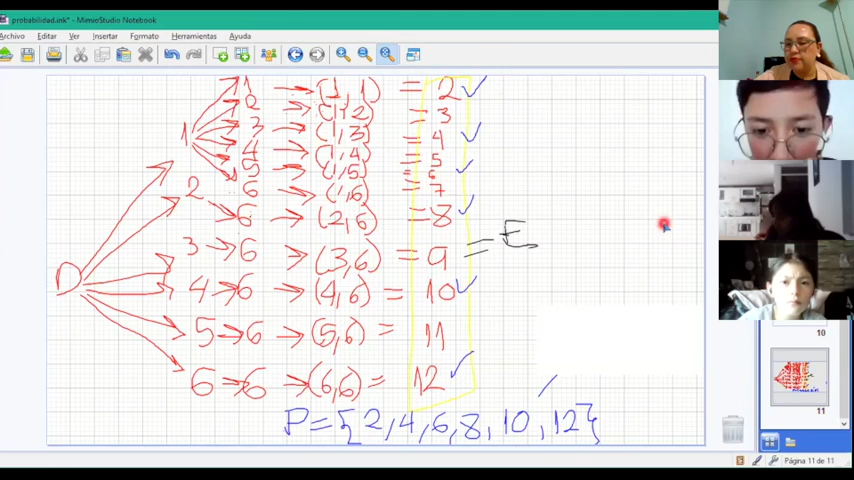 probabilidad.ink* - MimioStudio Notebook
Archivo Editar Ver Insertar Formato Herramientas Ayuda
1 → (1,1) = 2 ✓
2 → (1,2) = 3
1 3 → (1,3) = 4 ✓
4 → (1,4) = 5
5 → (1,5) = 6 ✓
2 6 → (1,6) = 7
→ 6 → (2,6) = 8 ✓
3 → 6 → (3,6) = 9 = E
D 4 → 6 → (4,6) = 10 ✓
5 → 6 → (5,6) = 11
6 → 6 → (6,6) = 12 ✓
P = {2,4,6,8,10,12}
10
11
Página 11 de 11